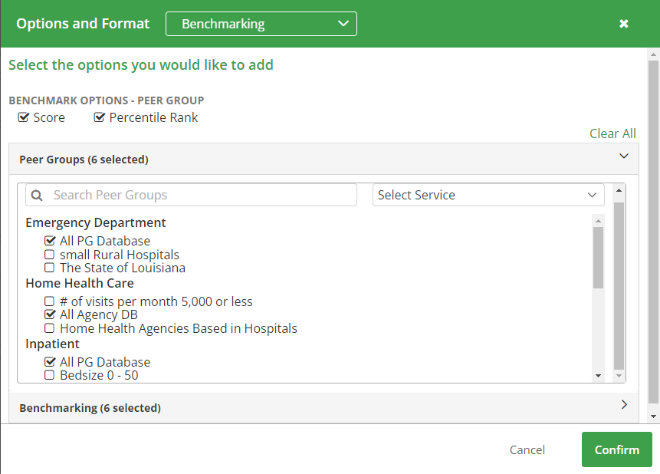 Options and Format Benchmarking
Select the options you would like to add
BENCHMARK OPTIONS - PEER GROUP
Score Percentile Rank
Clear All
Peer Groups (6 selected)
Search Peer Groups Select Service
Emergency Department
All PG Database
small Rural Hospitals
The State of Louisiana
Home Health Care
# of visits per month 5,000 or less
All Agency DB
Home Health Agencies Based in Hospitals
Inpatient
All PG Database
Bedsize 0 - 50
Benchmarking (6 selected)
Cancel Confirm